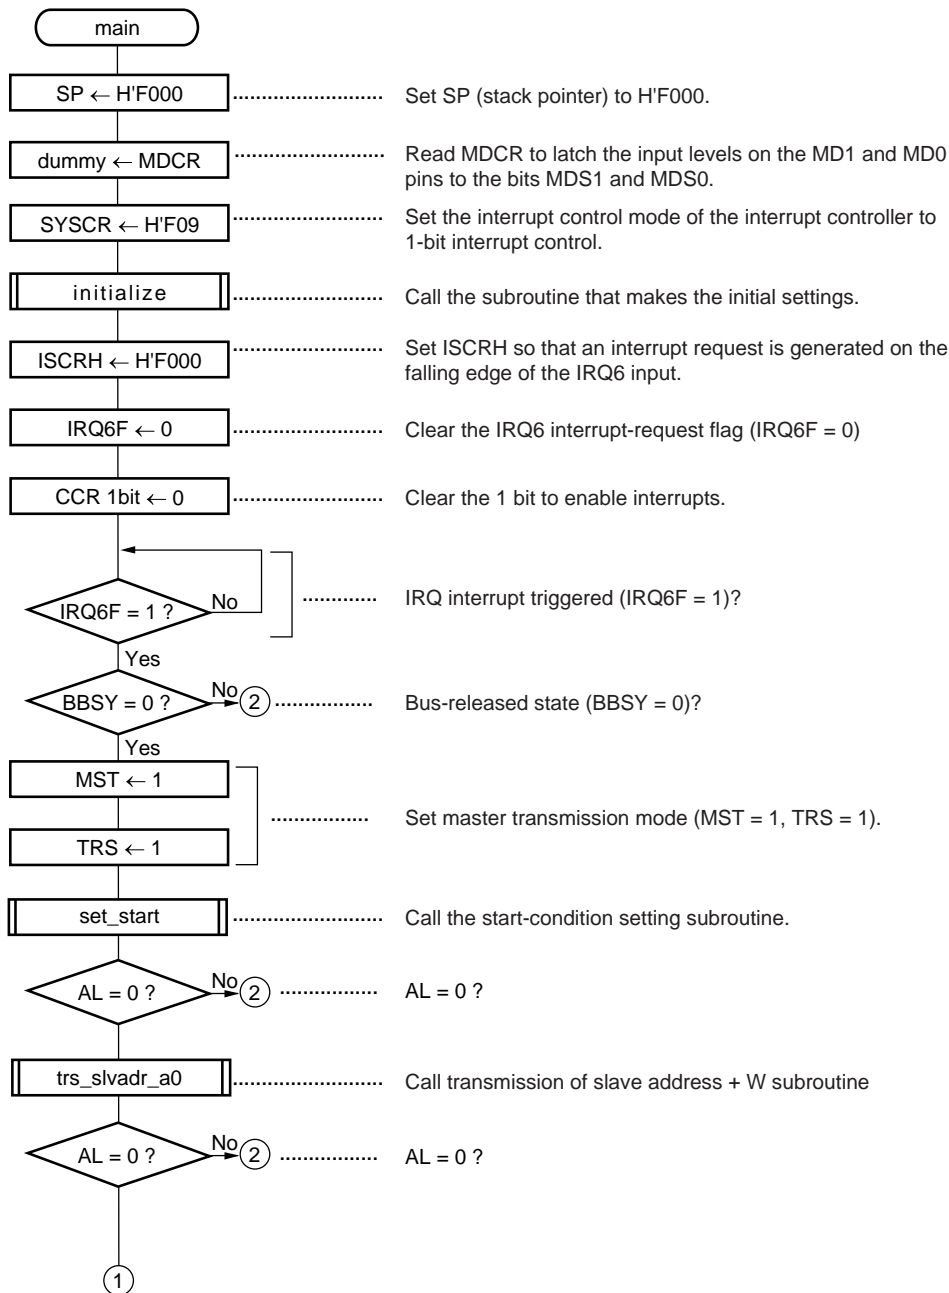 main
SP ← H'F000
Set SP (stack pointer) to H'F000.
dummy ← MDCR
Read MDCR to latch the input levels on the MD1 and MD0
pins to the bits MDS1 and MDS0.
SYSCR ← H'F09
Set the interrupt control mode of the interrupt controller to
1-bit interrupt control.
initialize
Call the subroutine that makes the initial settings.
ISCRH ← H'F000
Set ISCRH so that an interrupt request is generated on the
falling edge of the IRQ6 input.
IRQ6F ← 0
Clear the IRQ6 interrupt-request flag (IRQ6F = 0)
CCR 1bit ← 0
Clear the 1 bit to enable interrupts.
IRQ6F = 1 ?
No
IRQ interrupt triggered (IRQ6F = 1)?
Yes
BBSY = 0 ?
No
2
Bus-released state (BBSY = 0)?
Yes
MST ← 1
Set master transmission mode (MST = 1, TRS = 1).
TRS ← 1
set_start
Call the start-condition setting subroutine.
AL = 0 ?
No
2
AL = 0 ?
trs_slvadr_a0
Call transmission of slave address + W subroutine
AL = 0 ?
No
2
AL = 0 ?
1